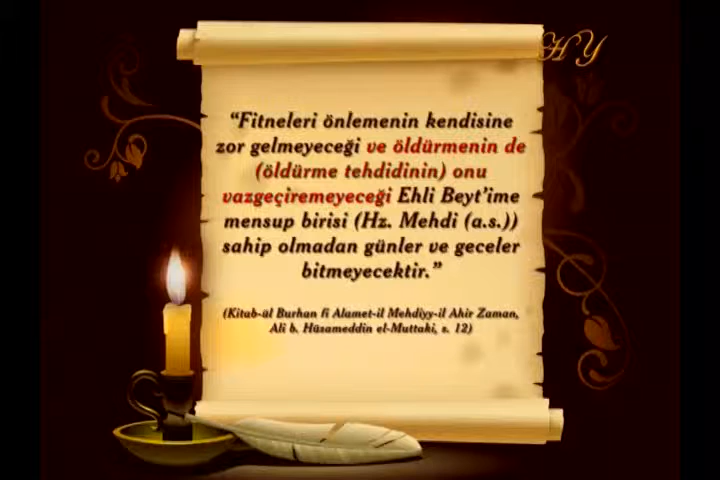 HY
“Fitneleri önlemenin kendisine
zor gelmeyeceği ve öldürmenin de
(öldürme tehdidinin) onu
vazgeçiremeyeceği Ehli Beyt’ime
mensup birisi (Hz. Mehdi (a.s.))
sahip olmadan günler ve geceler
bitmeyecektir.”
(Kitab-ül Burhan fi Alamet-il Mehdiyy-il Ahir Zaman,
Ali b. Hüsameddin el-Muttaki, s. 12)